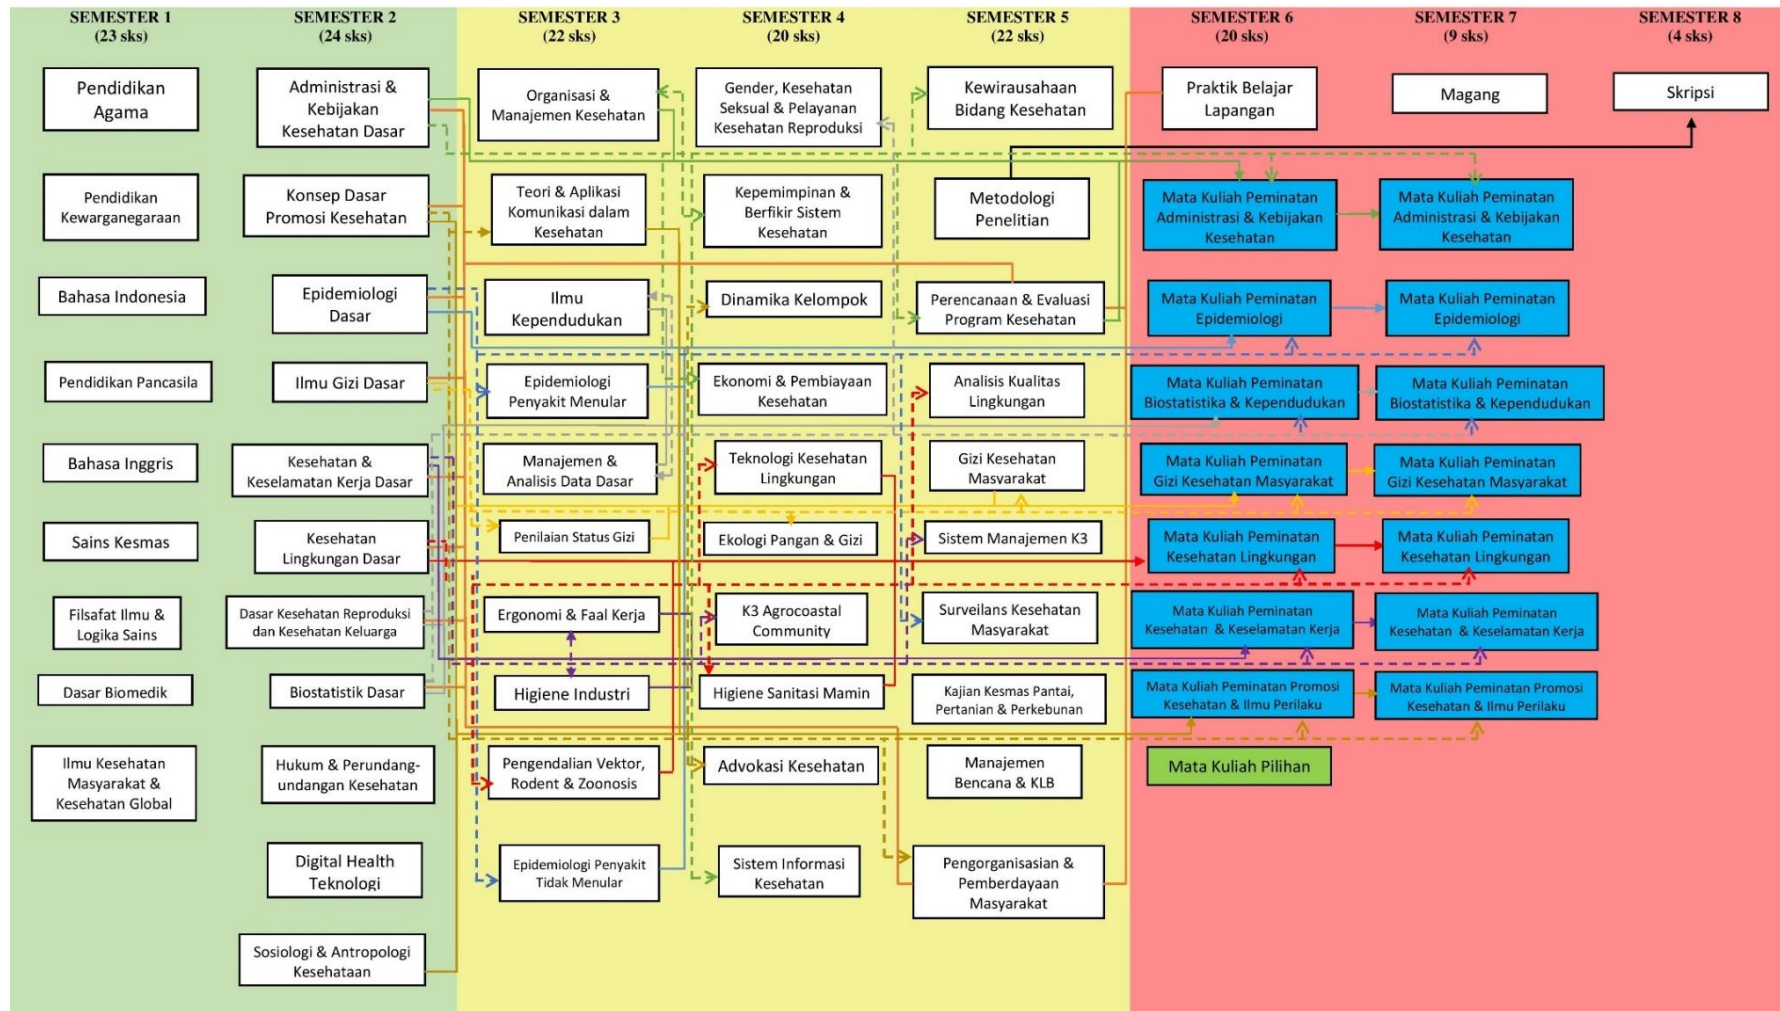 SEMESTER 1
(23 sks)
Pendidikan
Agama
Pendidikan
Kewarganegaraan
Bahasa Indonesia
Pendidikan Pancasila
Bahasa Inggris
Sains Kesmas
Filsafat Ilmu &
Logika Sains
Dasar Biomedik
Ilmu Kesehatan
Masyarakat &
Kesehatan Global
SEMESTER 2
(24 sks)
Administrasi &
Kebijakan
Kesehatan Dasar
Konsep Dasar
Promosi Kesehatan
Epidemiologi
Dasar
Ilmu Gizi Dasar
Kesehatan &
Keselamatan Kerja Dasar
Kesehatan
Lingkungan Dasar
Dasar Kesehatan Reproduksi
dan Kesehatan Keluarga
Biostatistik Dasar
Hukum & Perundang-
undangan Kesehatan
Digital Health
Teknologi
Sosiologi & Antropologi
Kesehataan
SEMESTER 3
(22 sks)
Organisasi &
Manajemen Kesehatan
Teori & Aplikasi
Komunikasi dalam
Kesehatan
Ilmu
Kependudukan
Epidemiologi
Penyakit Menular
Manajemen &
Analisis Data Dasar
Penilaian Status Gizi
Ergonomi & Faal Kerja
Higiene Industri
Pengendalian Vektor,
Rodent & Zoonosis
Epidemiologi Penyakit
Tidak Menular
SEMESTER 4
(20 sks)
Gender, Kesehatan
Seksual & Pelayanan
Kesehatan Reproduksi
Kepemimpinan &
Berfikir Sistem
Kesehatan
Dinamika Kelompok
Ekonomi & Pembiayaan
Kesehatan
Teknologi Kesehatan
Lingkungan
Ekologi Pangan & Gizi
K3 Agrocoastal
Community
Higiene Sanitasi Mamin
Advokasi Kesehatan
Sistem Informasi
Kesehatan
SEMESTER 5
(22 sks)
Kewirausahaan
Bidang Kesehatan
Metodologi
Penelitian
Perencanaan & Evaluasi
Program Kesehatan
Analisis Kualitas
Lingkungan
Gizi Kesehatan
Masyarakat
Sistem Manajemen K3
Surveilans Kesehatan
Masyarakat
Kajian Kesmas Pantai,
Pertanian & Perkebunan
Manajemen
Bencana & KLB
Pengorganisasian &
Pemberdayaan
Masyarakat
SEMESTER 6
(20 sks)
Praktik Belajar
Lapangan
Mata Kuliah Peminatan
Administrasi & Kebijakan
Kesehatan
Mata Kuliah Peminatan
Epidemiologi
Mata Kuliah Peminatan
Biostatistika & Kependudukan
Mata Kuliah Peminatan
Gizi Kesehatan Masyarakat
Mata Kuliah Peminatan
Kesehatan Lingkungan
Mata Kuliah Peminatan
Kesehatan & Keselamatan Kerja
Mata Kuliah Peminatan Promosi
Kesehatan & Ilmu Perilaku
Mata Kuliah Pilihan
SEMESTER 7
(9 sks)
Magang
Mata Kuliah Peminatan
Administrasi & Kebijakan
Kesehatan
Mata Kuliah Peminatan
Epidemiologi
Mata Kuliah Peminatan
Biostatistika & Kependudukan
Mata Kuliah Peminatan
Gizi Kesehatan Masyarakat
Mata Kuliah Peminatan
Kesehatan Lingkungan
Mata Kuliah Peminatan
Kesehatan & Keselamatan Kerja
Mata Kuliah Peminatan Promosi
Kesehatan & Ilmu Perilaku
SEMESTER 8
(4 sks)
Skripsi